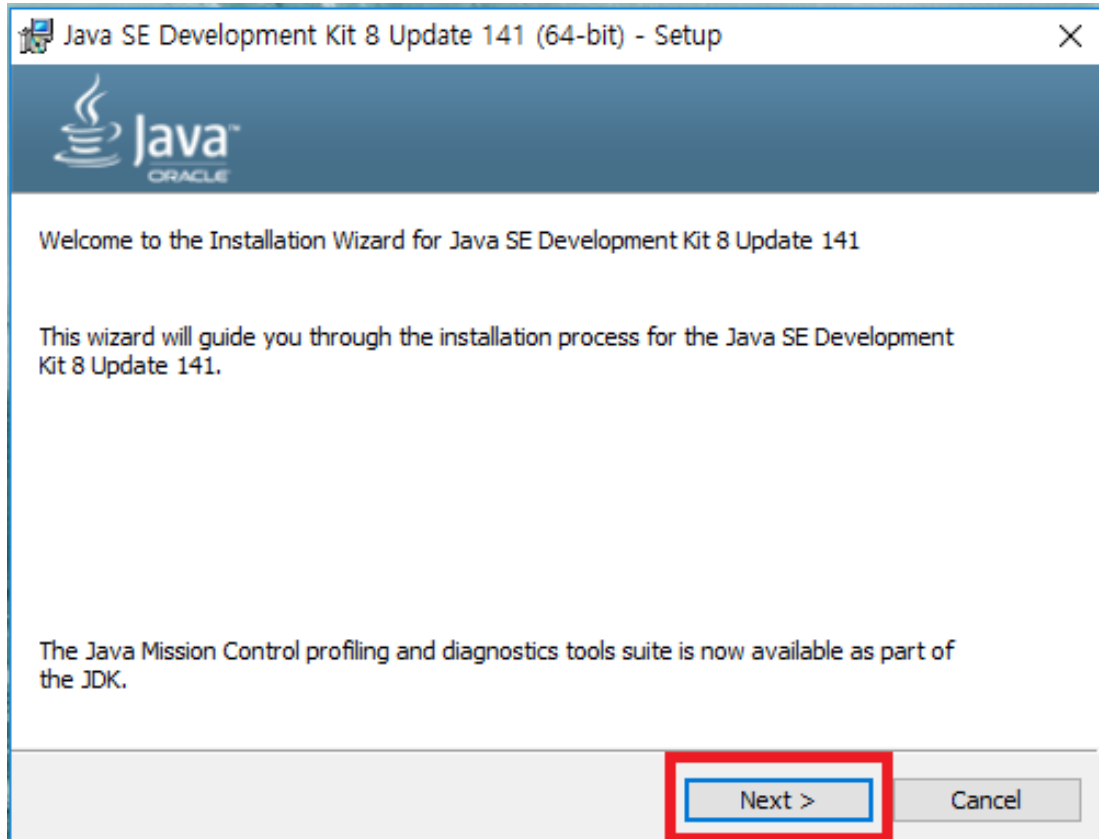 Java SE Development Kit 8 Update 141 (64-bit) - Setup
Java™
ORACLE
Welcome to the Installation Wizard for Java SE Development Kit 8 Update 141
This wizard will guide you through the installation process for the Java SE Development
Kit 8 Update 141.
The Java Mission Control profiling and diagnostics tools suite is now available as part of
the JDK.
Next >
Cancel